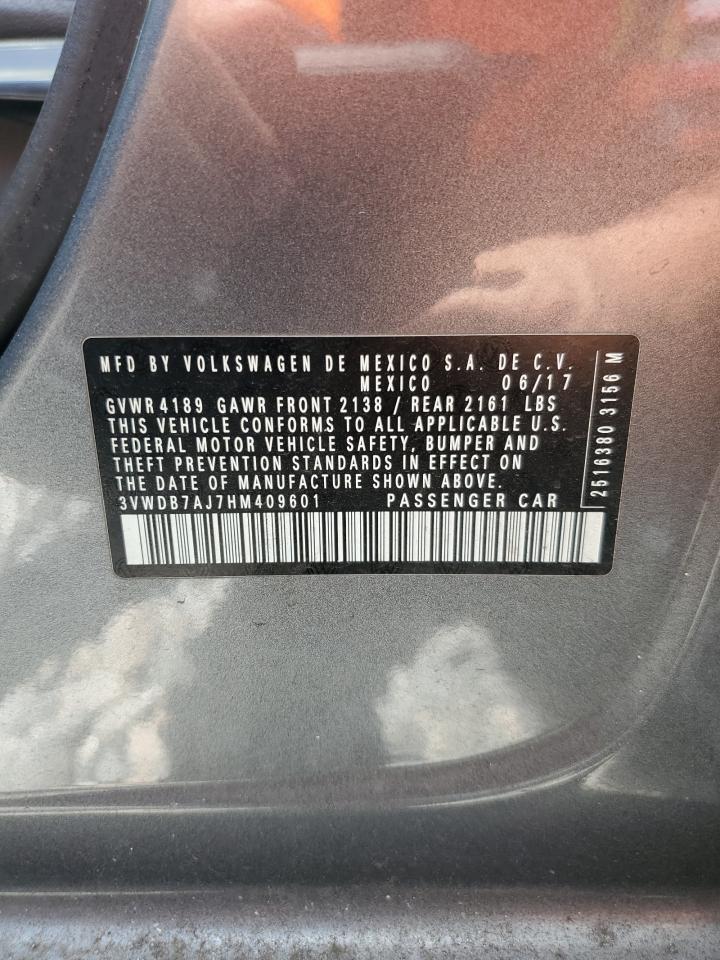 MFD BY VOLKSWAGEN DE MEXICO S.A. DE C.V.
MEXICO 06/17
GVWR 4189 GAWR FRONT 2138 / REAR 2161 LBS
THIS VEHICLE CONFORMS TO ALL APPLICABLE U.S.
FEDERAL MOTOR VEHICLE SAFETY, BUMPER AND
THEFT PREVENTION STANDARDS IN EFFECT ON
THE DATE OF MANUFACTURE SHOWN ABOVE.
3VWDB7AJ7HM409601 PASSENGER CAR
2516380 3156 M